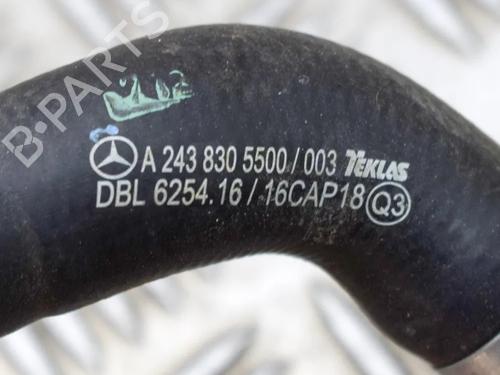 B-PARTS
A 243 830 5500 / 003 TEKLAS
DBL 6254.16 / 16CAP18 Q3